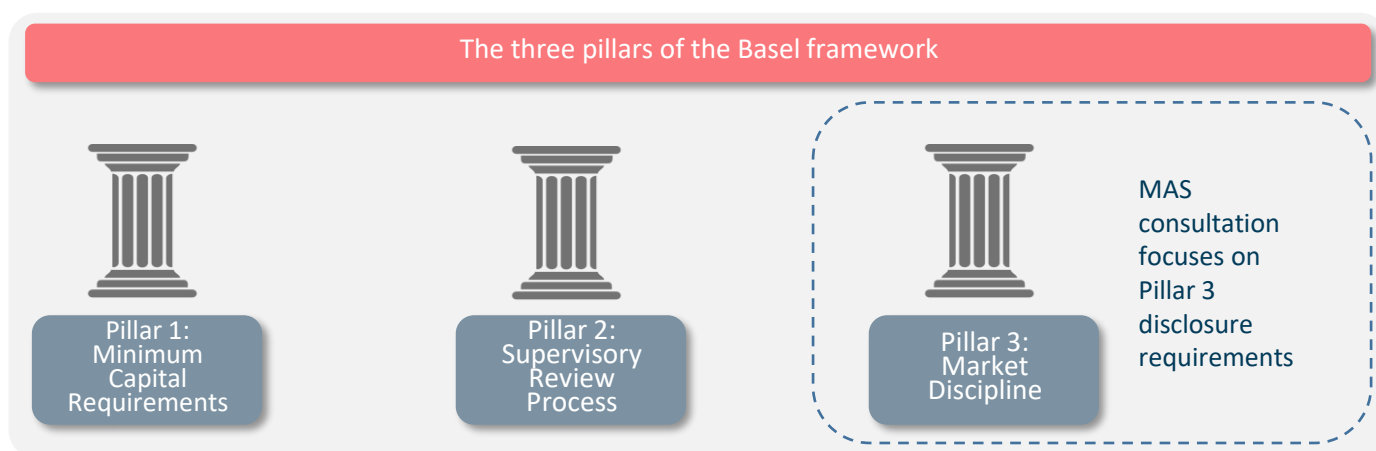 The three pillars of the Basel framework
Pillar 1:
Minimum
Capital
Requirements
Pillar 2:
Supervisory
Review
Process
Pillar 3:
Market
Discipline
MAS
consultation
focuses on
Pillar 3
disclosure
requirements